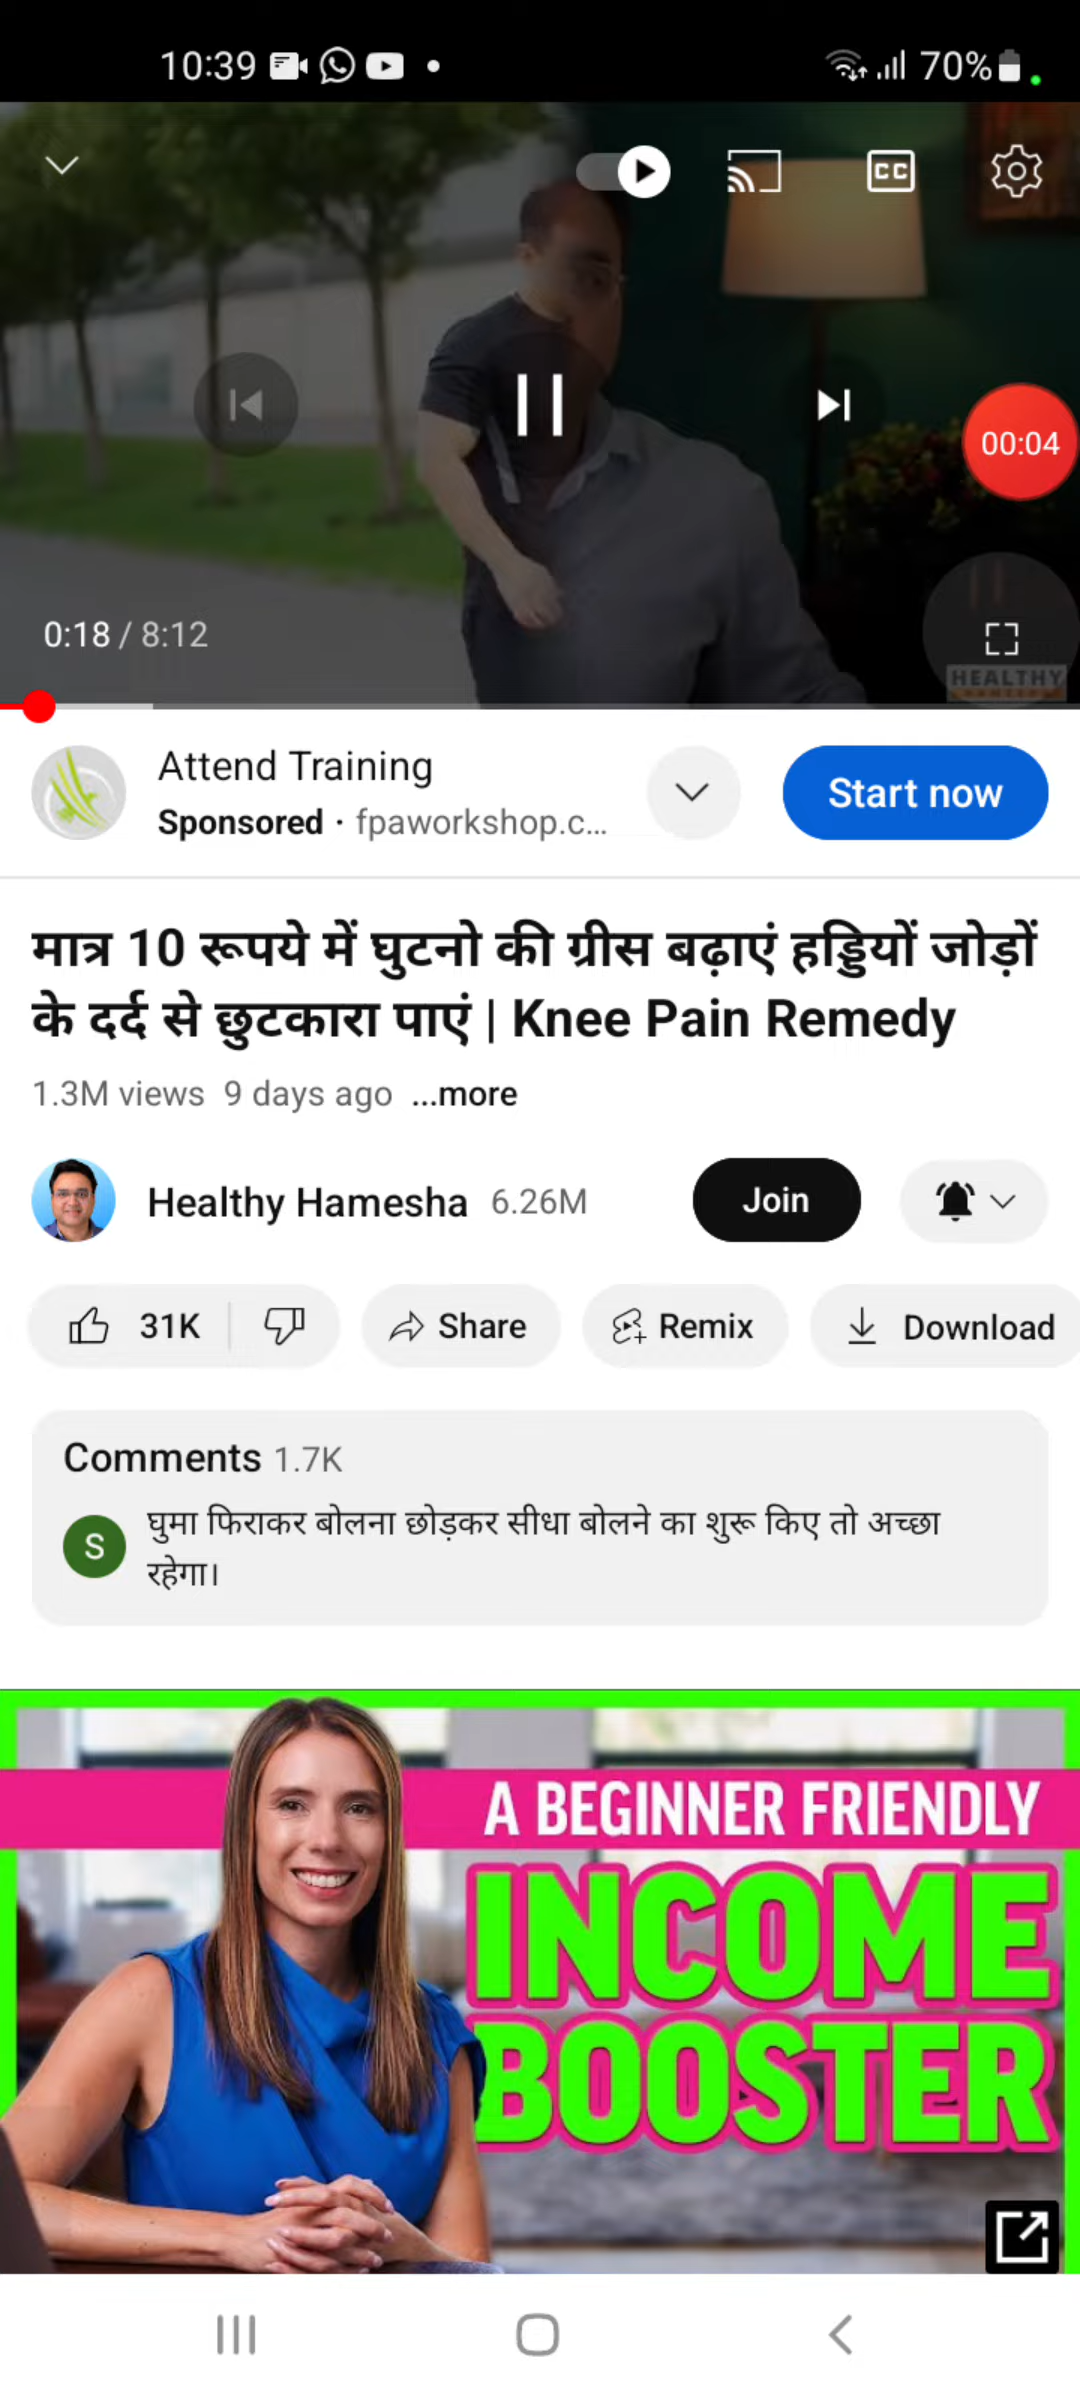 10:39
70%
CC
00:04
0:18 / 8:12
HEALTHY
Attend Training
Sponsored · fpaworkshop.c...
Start now
मात्र 10 रूपये में घुटनो की ग्रीस बढ़ाएं हड्डियों जोड़ों
के दर्द से छुटकारा पाएं | Knee Pain Remedy
1.3M views 9 days ago ...more
Healthy Hamesha 6.26M
Join
31K
Share
Remix
Download
Comments 1.7K
S
घुमा फिराकर बोलना छोड़कर सीधा बोलने का शुरू किए तो अच्छा
रहेगा।
A BEGINNER FRIENDLY
INCOME
BOOSTER